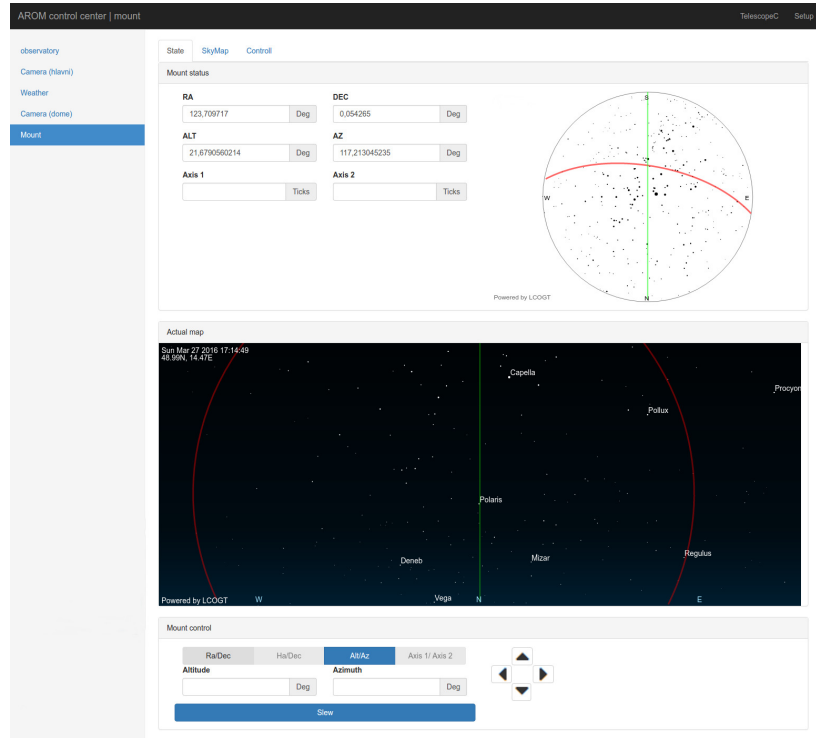 AROM control center | mount
TelescopeC Setup
observatory
Camera (hlavni)
Weather
Camera (dome)
Mount
State SkyMap Controll
Mount status
RA DEC
123,709717 Deg 0,054265 Deg
ALT AZ
21,6790560214 Deg 117,213045235 Deg
Axis 1 Axis 2
Ticks Ticks
S
W E
N
Powered by LCOGT
Actual map
Sun Mar 27 2016 17:14:49
48.99N, 14.47E
Capella
Procyon
Pollux
Polaris
Regulus
Deneb Mizar
Powered by LCOGT W Vega N E
Mount control
Ra/Dec Ha/Dec Alt/Az Axis 1/ Axis 2
Altitude Azimuth
Deg Deg
Slew